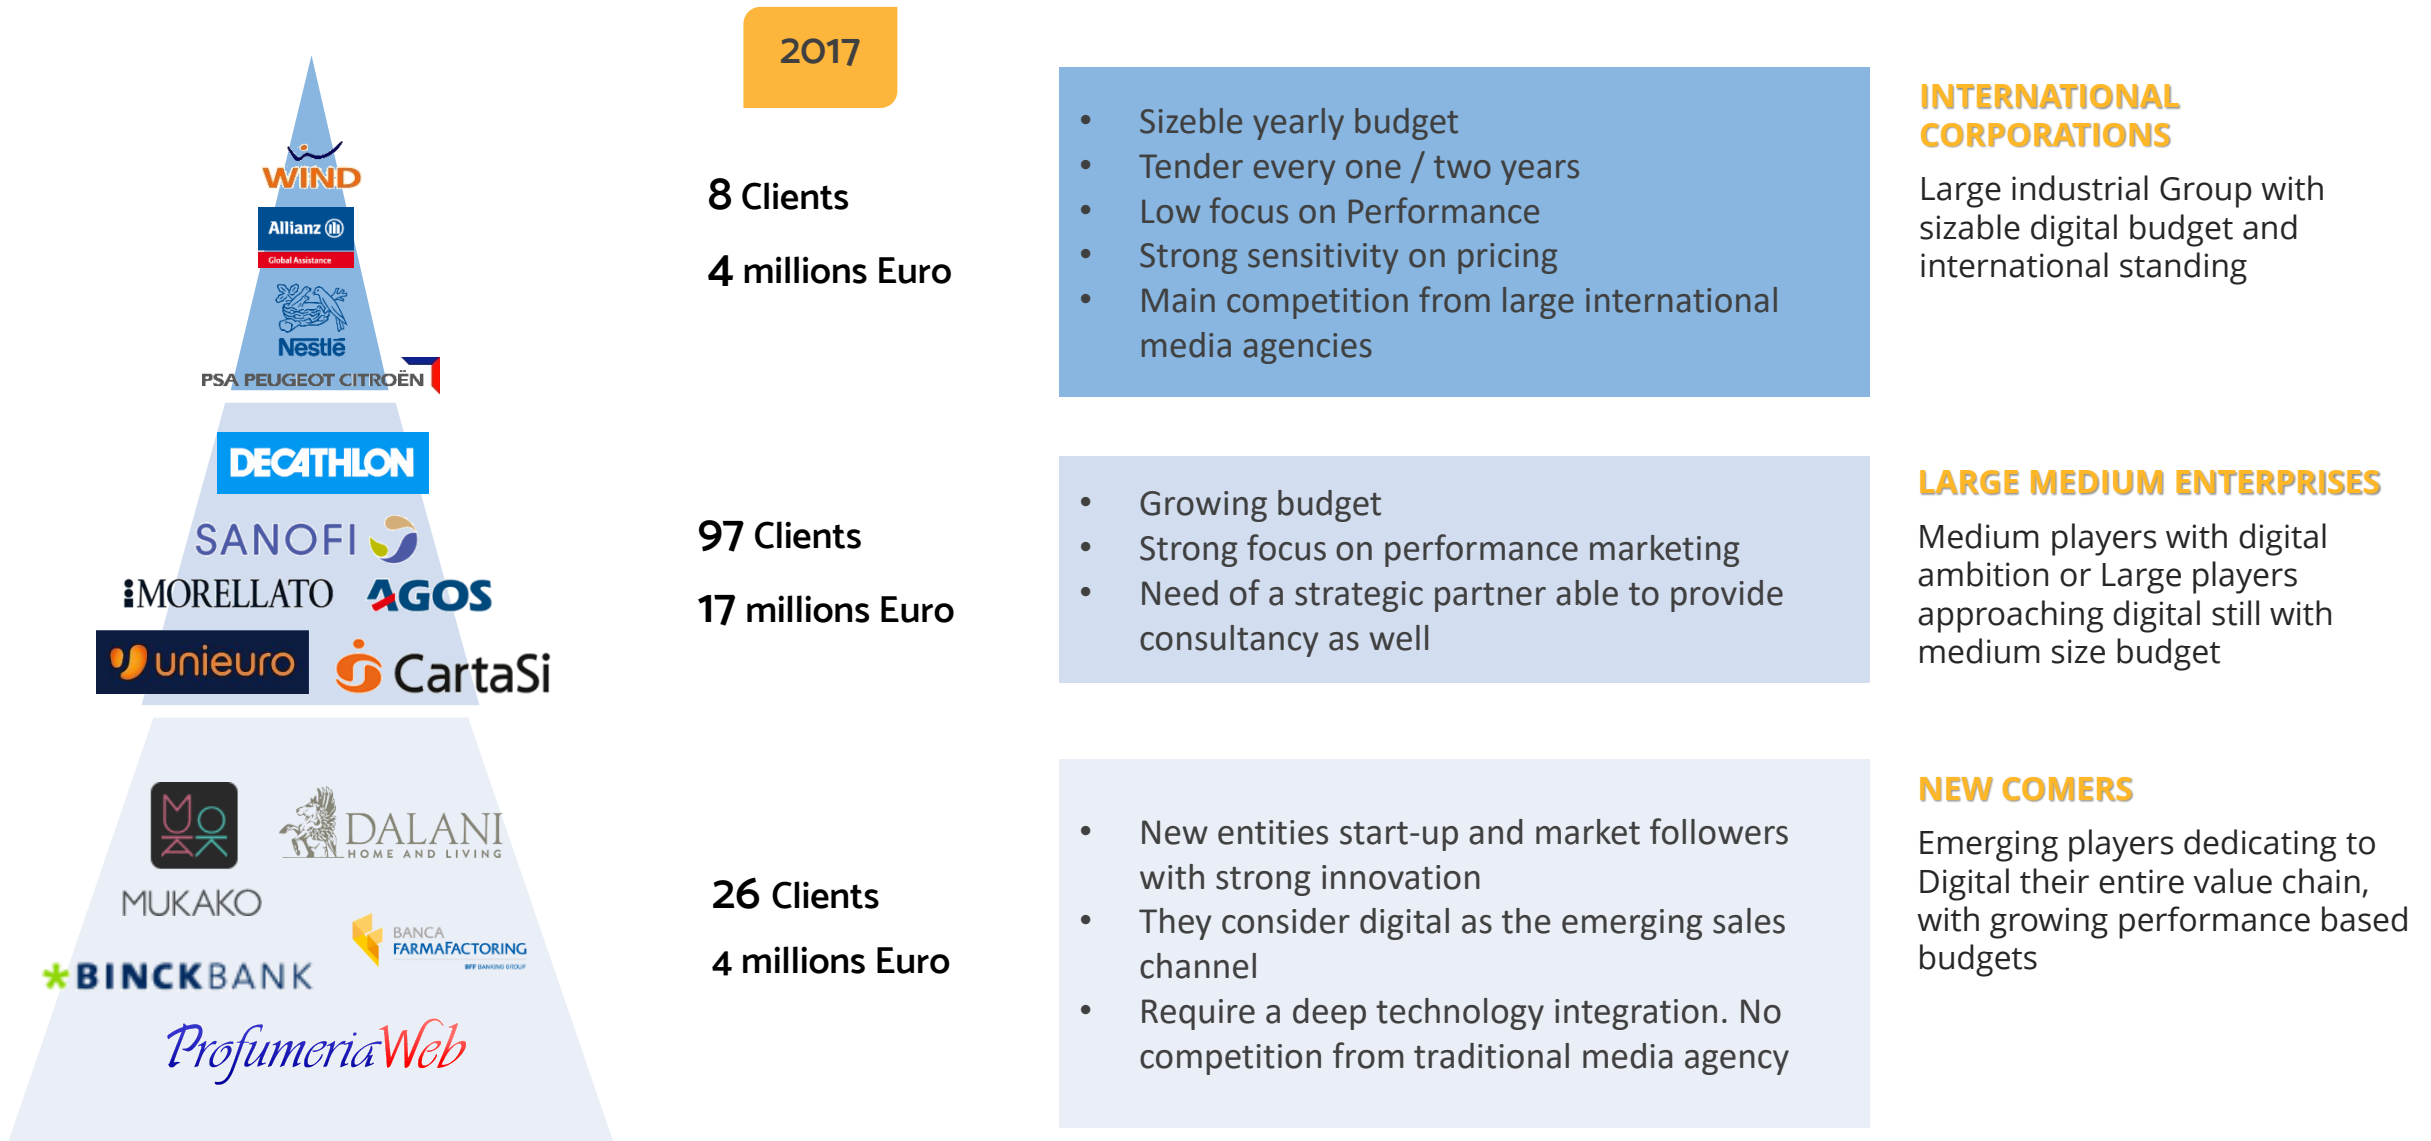 2017
WIND
Allianz
Global Assistance
Nestlé
PSA PEUGEOT CITROËN
8 Clients
4 millions Euro
• Sizeble yearly budget
• Tender every one / two years
• Low focus on Performance
• Strong sensitivity on pricing
• Main competition from large international
media agencies
INTERNATIONAL
CORPORATIONS
Large industrial Group with
sizable digital budget and
international standing
DECATHLON
SANOFI
MORELLATO
AGOS
unieuro
CartaSi
97 Clients
17 millions Euro
• Growing budget
• Strong focus on performance marketing
• Need of a strategic partner able to provide
consultancy as well
LARGE MEDIUM ENTERPRISES
Medium players with digital
ambition or Large players
approaching digital still with
medium size budget
MUKAKO
DALANI
HOME AND LIVING
BANCA
FARMAFACTORING
BFF BANKING GROUP
BINCKBANK
ProfumeriaWeb
26 Clients
4 millions Euro
• New entities start-up and market followers
with strong innovation
• They consider digital as the emerging sales
channel
• Require a deep technology integration. No
competition from traditional media agency
NEW COMERS
Emerging players dedicating to
Digital their entire value chain,
with growing performance based
budgets